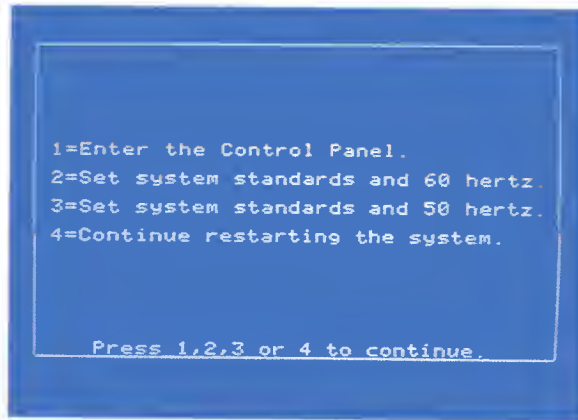 1=Enter the Control Panel.
2=Set system standards and 60 hertz.
3=Set system standards and 50 hertz.
4=Continue restarting the system.
Press 1,2,3 or 4 to continue.